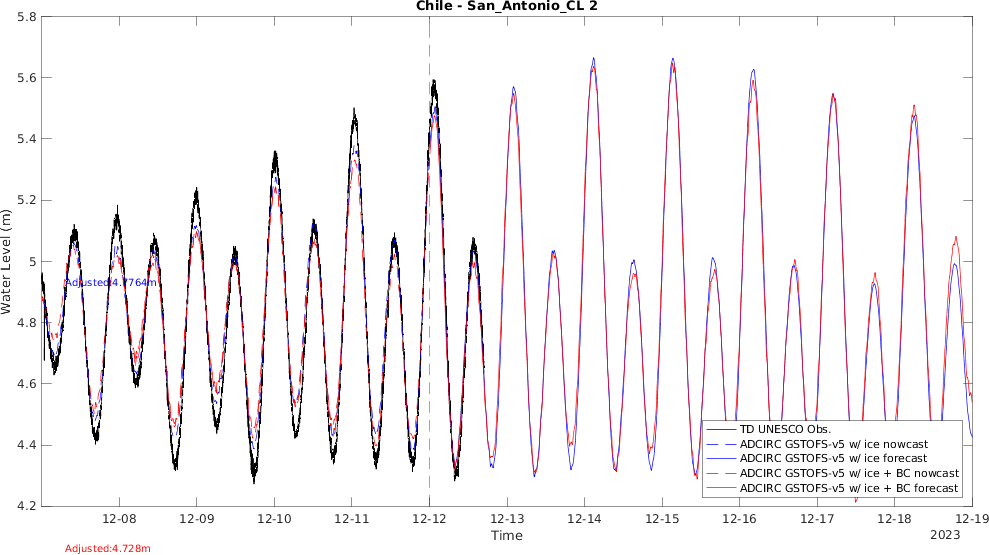 Chile - San_Antonio_CL 2
5.8
5.6
5.4
5.2
5
4.8
4.6
4.4
4.2
Water Level (m)
Adjusted:4.7764m
TD UNESCO Obs.
ADCIRC GSTOFS-v5 w/ ice nowcast
ADCIRC GSTOFS-v5 w/ ice forecast
ADCIRC GSTOFS-v5 w/ ice + BC nowcast
ADCIRC GSTOFS-v5 w/ ice + BC forecast
12-08 12-09 12-10 12-11 12-12 12-13 12-14 12-15 12-16 12-17 12-18 12-19
Time
2023
Adjusted:4.728m